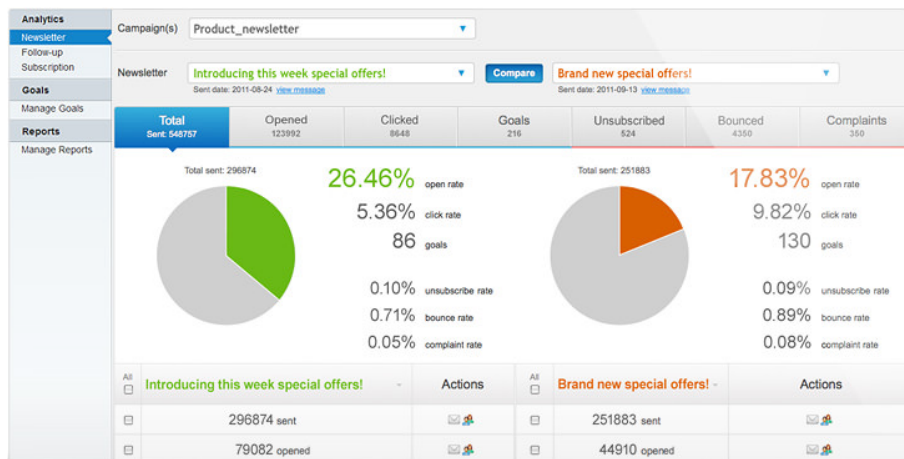 Analytics
Newsletter
Follow-up
Subscription
Goals
Manage Goals
Reports
Manage Reports
Campaign(s) Product_newsletter
Newsletter Introducing this week special offers! Compare Brand new special offers!
Sent date: 2011-08-24 view message Sent date: 2011-09-13 view message
Total Opened Clicked Goals Unsubscribed Bounced Complaints
Sent: 548757 123992 8648 216 524 4350 350
Total sent: 296874
26.46% open rate
5.36% click rate
86 goals
0.10% unsubscribe rate
0.71% bounce rate
0.05% complaint rate
Total sent: 251883
17.83% open rate
9.82% click rate
130 goals
0.09% unsubscribe rate
0.89% bounce rate
0.08% complaint rate
All Introducing this week special offers! Actions All Brand new special offers! Actions
296874 sent 251883 sent
79082 opened 44910 opened